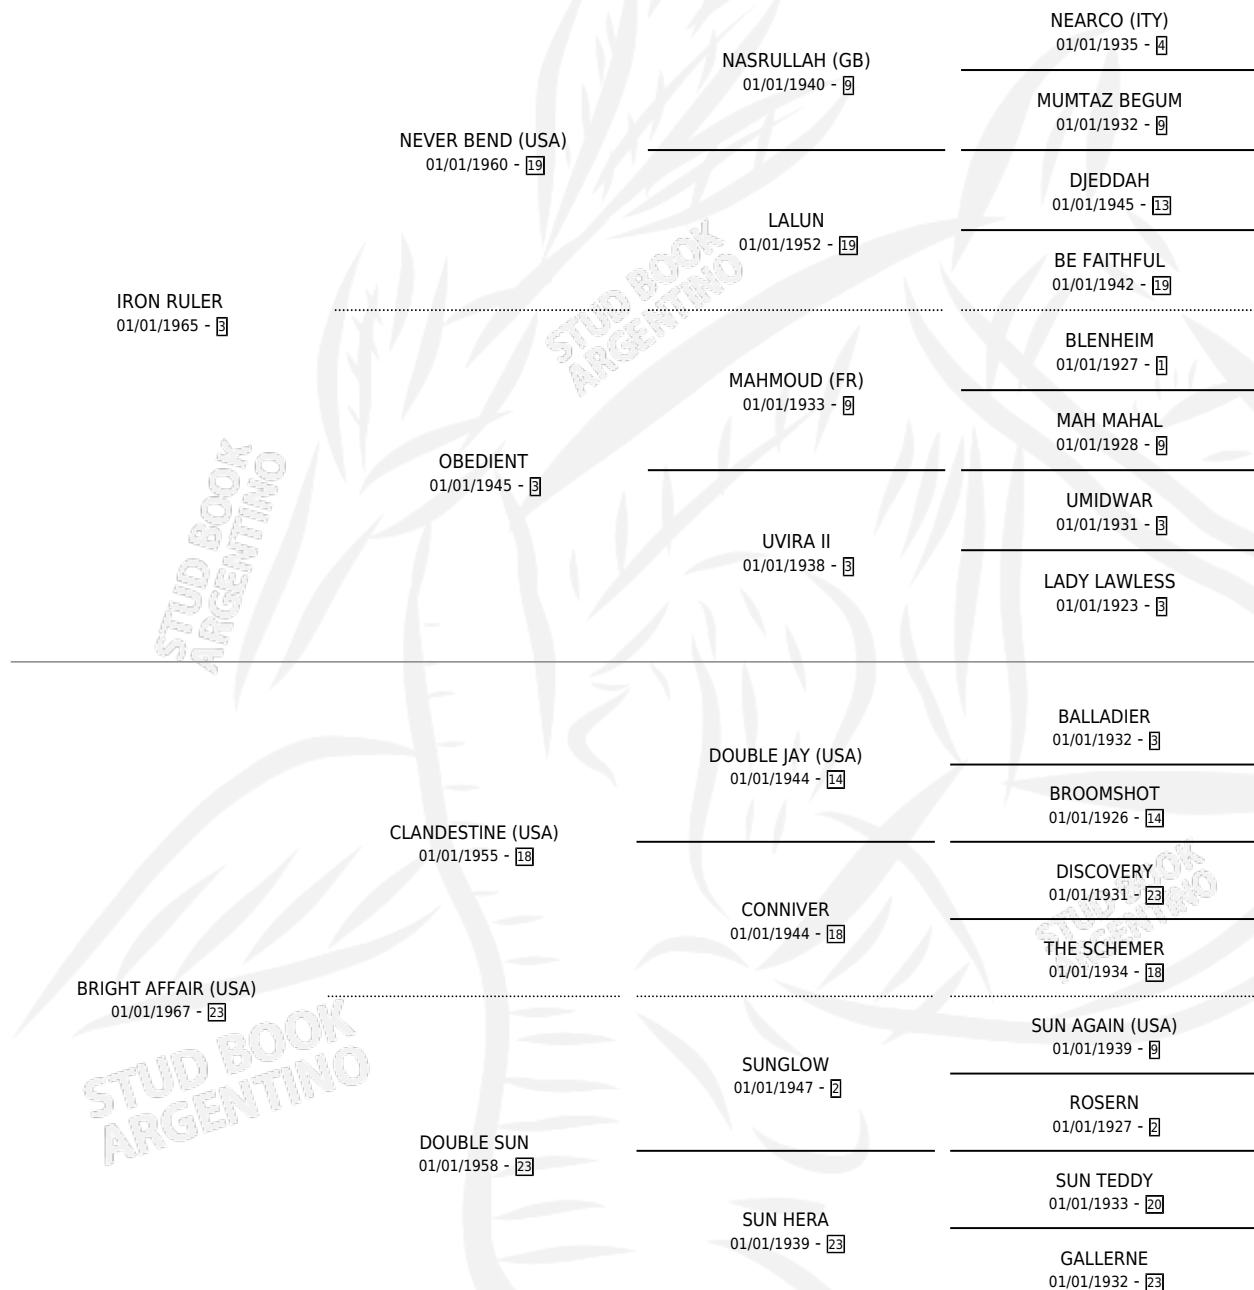 NEARCO (ITY)
01/01/1935 - 4
NASRULLAH (GB)
01/01/1940 - 9
MUMTAZ BEGUM
01/01/1932 - 9
NEVER BEND (USA)
01/01/1960 - 19
DJEDDAH
01/01/1945 - 13
LALUN
01/01/1952 - 19
BE FAITHFUL
01/01/1942 - 19
STUD BOOK
ARGENTINO
IRON RULER
01/01/1965 - 3
BLENHEIM
01/01/1927 - 1
MAHMOUD (FR)
01/01/1933 - 9
MAH MAHAL
01/01/1928 - 9
OBEDIENT
01/01/1945 - 3
UMIDWAR
01/01/1931 - 3
UVIRA II
01/01/1938 - 3
LADY LAWLESS
01/01/1923 - 3
STUD BOOK
ARGENTINO
BALLADIER
01/01/1932 - 3
DOUBLE JAY (USA)
01/01/1944 - 14
BROOMSHOT
01/01/1926 - 14
CLANDESTINE (USA)
01/01/1955 - 18
DISCOVERY
01/01/1931 - 23
CONNIVER
01/01/1944 - 18
THE SCHEMER
01/01/1934 - 18
STUD BOOK
ARGENTINO
BRIGHT AFFAIR (USA)
01/01/1967 - 23
SUN AGAIN (USA)
01/01/1939 - 9
SUNGLOW
01/01/1947 - 2
ROSERN
01/01/1927 - 2
STUD BOOK
ARGENTINO
DOUBLE SUN
01/01/1958 - 23
SUN TEDDY
01/01/1933 - 20
SUN HERA
01/01/1939 - 23
GALLERNE
01/01/1932 - 23